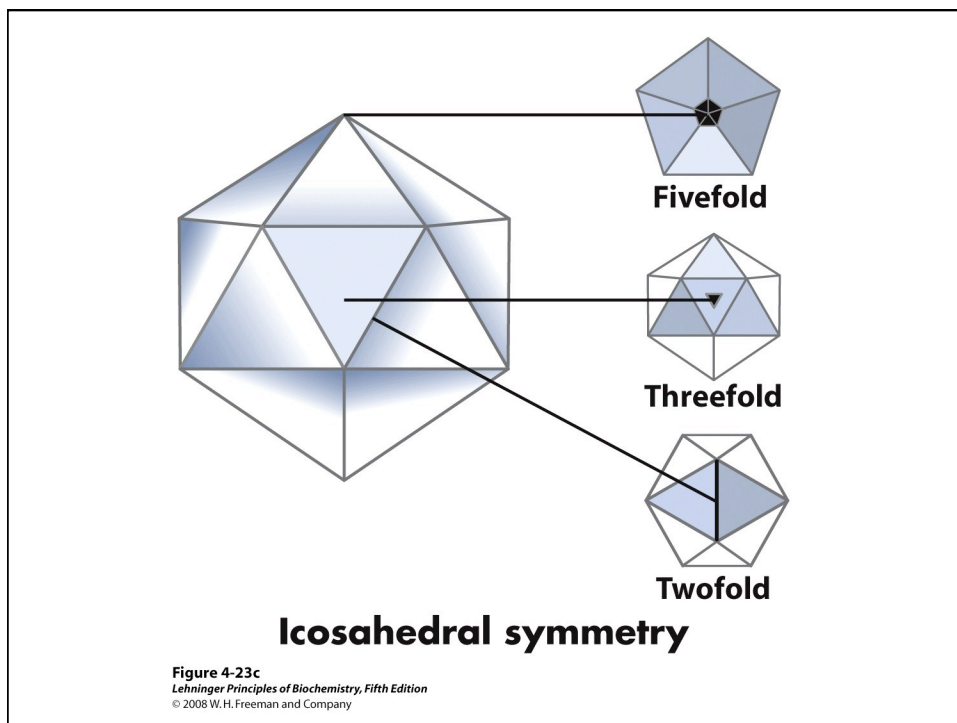 Fivefold
Threefold
Twofold
Icosahedral symmetry
Figure 4-23c
Lehninger Principles of Biochemistry, Fifth Edition
© 2008 W. H. Freeman and Company